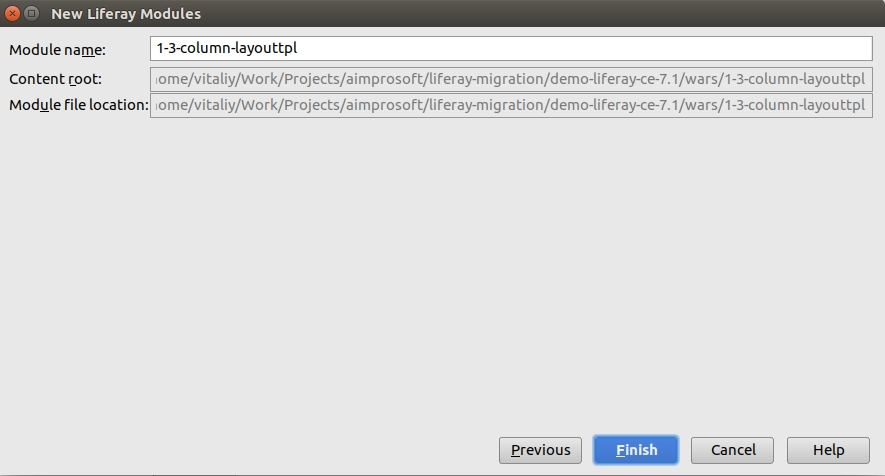 New Liferay Modules
Module name: 1-3-column-layouttpl
Content root: ome/vitaliy/Work/Projects/aimprosoft/liferay-migration/demo-liferay-ce-7.1/wars/1-3-column-layouttpl
Module file location: ome/vitaliy/Work/Projects/aimprosoft/liferay-migration/demo-liferay-ce-7.1/wars/1-3-column-layouttpl
Previous Finish Cancel Help